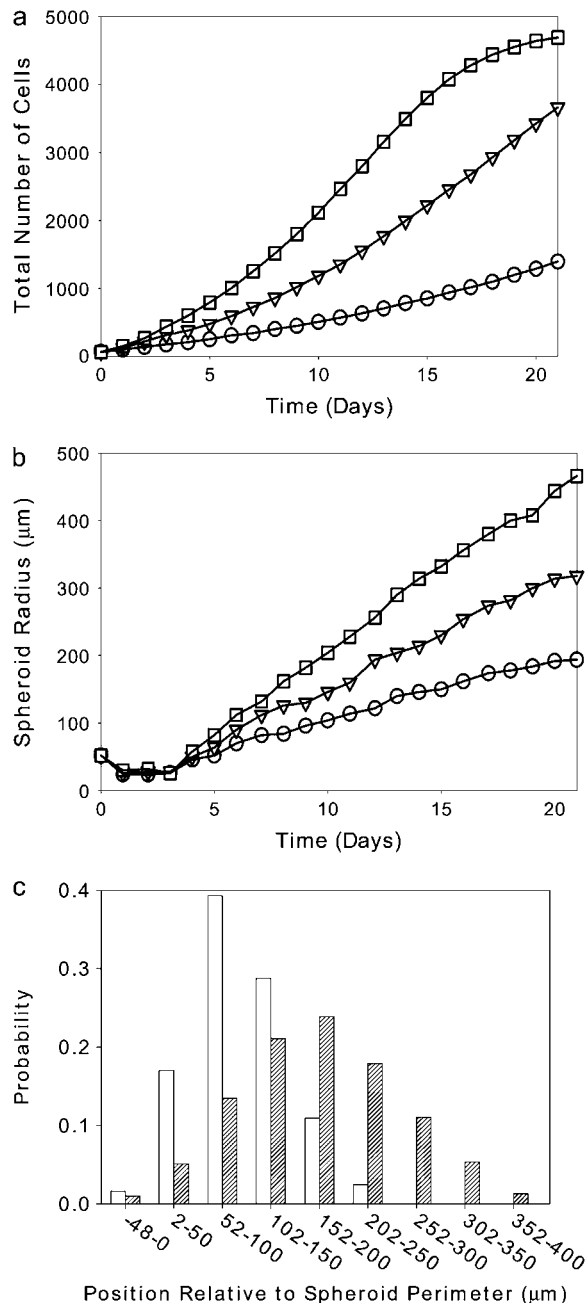 a
5000
4000
3000
2000
1000
0
Total Number of Cells
0 5 10 15 20
Time (Days)
b
500
400
300
200
100
0
Spheroid Radius (μm)
0 5 10 15 20
Time (Days)
c
0.4
0.3
0.2
0.1
0.0
Probability
-48-0 2-50 52-100 102-150 152-200 202-250 252-300 302-350 352-400
Position Relative to Spheroid Perimeter (μm)